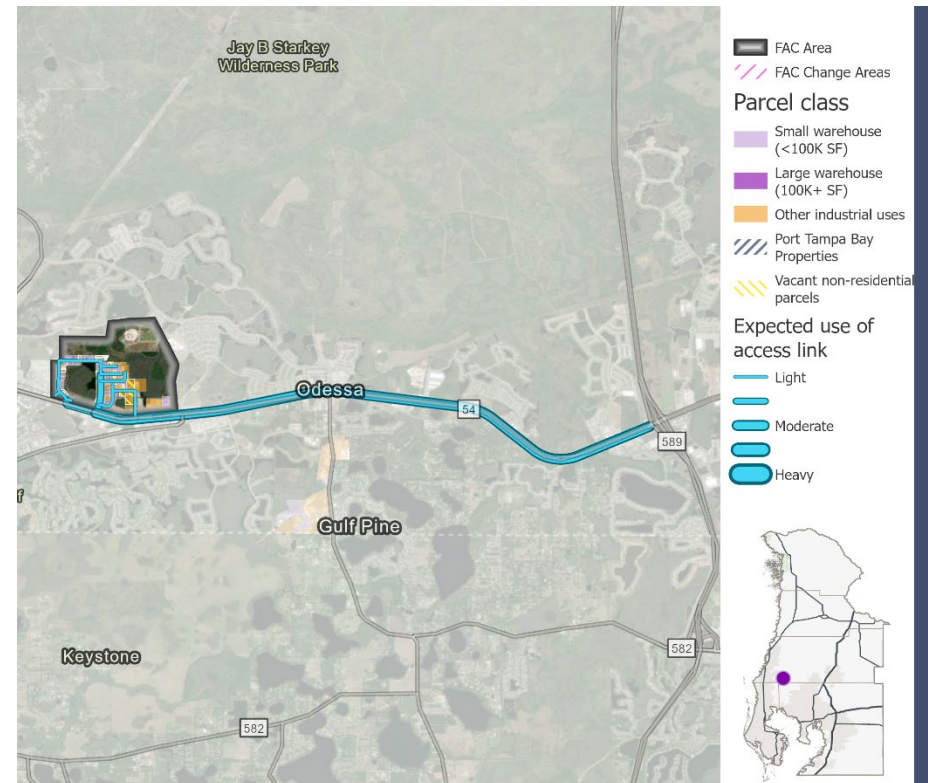 Jay B Starkey
Wilderness Park
Odessa
54
589
Gulf Pine
f
Keystone
582
582
FAC Area
FAC Change Areas
Parcel class
Small warehouse
(<100K SF)
Large warehouse
(100K+ SF)
Other industrial uses
Port Tampa Bay
Properties
Vacant non-residential
parcels
Expected use of
access link
Light
Moderate
Heavy